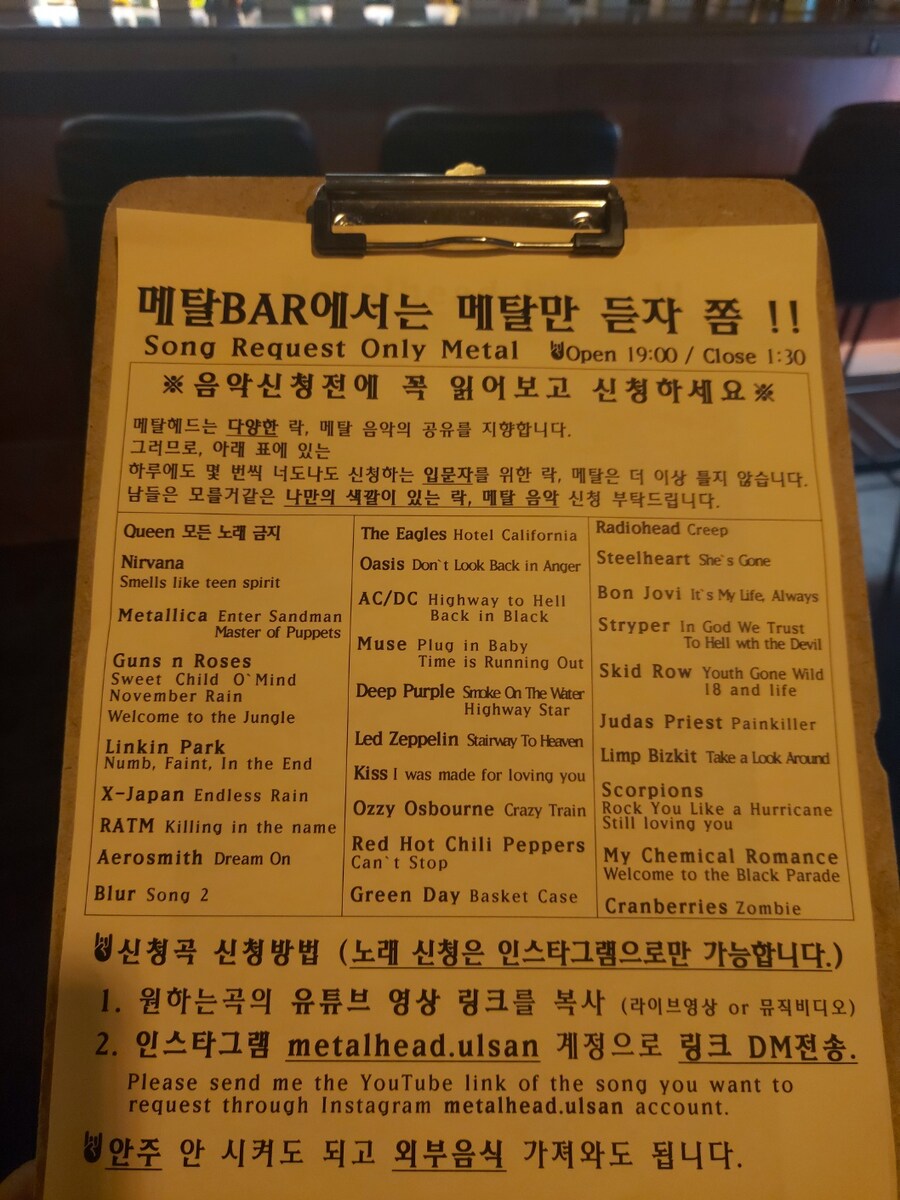 메탈BAR에서는 메탈만 듣자 쫌 !!
Song Request Only Metal 🤘Open 19:00 / Close 1:30
※음악신청전에 꼭 읽어보고 신청하세요※
메탈헤드는 다양한 락, 메탈 음악의 공유를 지향합니다.
그러므로, 아래 표에 있는
하루에도 몇 번씩 너도나도 신청하는 입문자를 위한 락, 메탈은 더 이상 틀지 않습니다.
남들은 모를거같은 나만의 색깔이 있는 락, 메탈 음악 신청 부탁드립니다.
Queen 모든 노래 금지
Nirvana
Smells like teen spirit
Metallica Enter Sandman
Master of Puppets
Guns n Roses
Sweet Child O`Mind
November Rain
Welcome to the Jungle
Linkin Park
Numb, Faint, In the End
X-Japan Endless Rain
RATM Killing in the name
Aerosmith Dream On
Blur Song 2
The Eagles Hotel California
Oasis Don`t Look Back in Anger
AC/DC Highway to Hell
Back in Black
Muse Plug in Baby
Time is Running Out
Deep Purple Smoke On The Water
Highway Star
Led Zeppelin Stairway To Heaven
Kiss I was made for loving you
Ozzy Osbourne Crazy Train
Red Hot Chili Peppers
Can`t Stop
Green Day Basket Case
Radiohead Creep
Steelheart She`s Gone
Bon Jovi It`s My Life, Always
Stryper In God We Trust
To Hell wth the Devil
Skid Row Youth Gone Wild
18 and life
Judas Priest Painkiller
Limp Bizkit Take a Look Around
Scorpions
Rock You Like a Hurricane
Still loving you
My Chemical Romance
Welcome to the Black Parade
Cranberries Zombie
🤘신청곡 신청방법 (노래 신청은 인스타그램으로만 가능합니다.)
1. 원하는곡의 유튜브 영상 링크를 복사 (라이브영상 or 뮤직비디오)
2. 인스타그램 metalhead.ulsan 계정으로 링크 DM전송.
Please send me the YouTube link of the song you want to
request through Instagram metalhead.ulsan account.
🤘안주 안 시켜도 되고 외부음식 가져와도 됩니다.